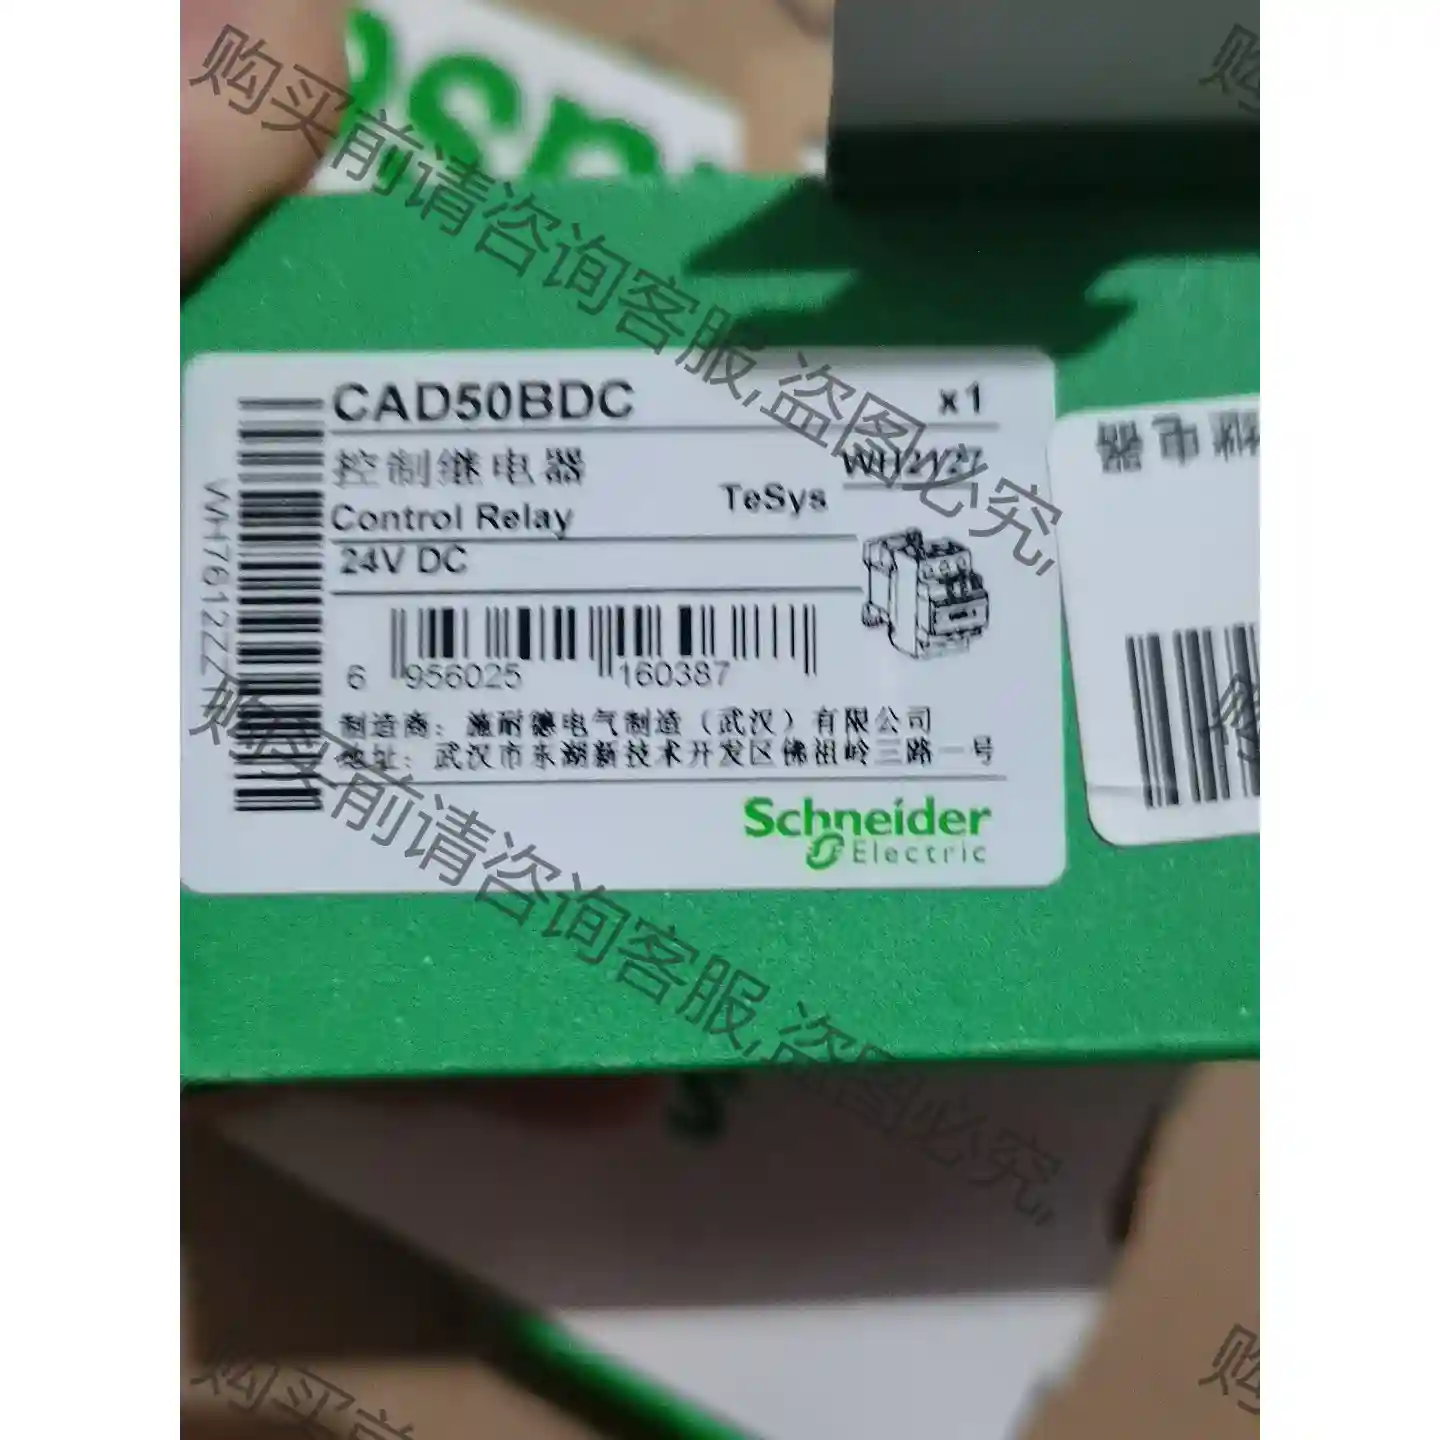 CAD50BDC x1
控制继电器
Control Relay TeSys
24V DC
6 956025 160387
制造商：施耐德电气制造（武汉）有限公司
地址：武汉市东湖新技术开发区佛祖岭三路一号
Schneider
Electric
继电器
购买前请咨询客服,盗图必究,
购买前请咨询客服,盗图必究,